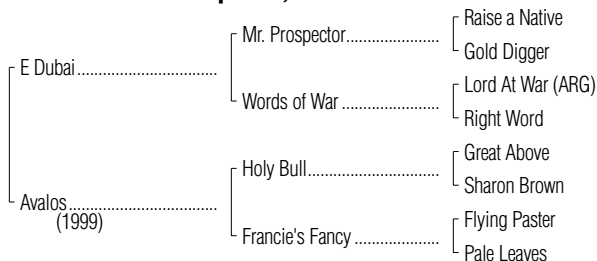 Raise a Native
Mr. Prospector....................
Gold Digger
E Dubai..............................
Lord At War (ARG)
Words of War .....................
Right Word
Great Above
Holy Bull............................
Sharon Brown
Avalos................................
(1999)
Flying Paster
Francie's Fancy ..................
Pale Leaves